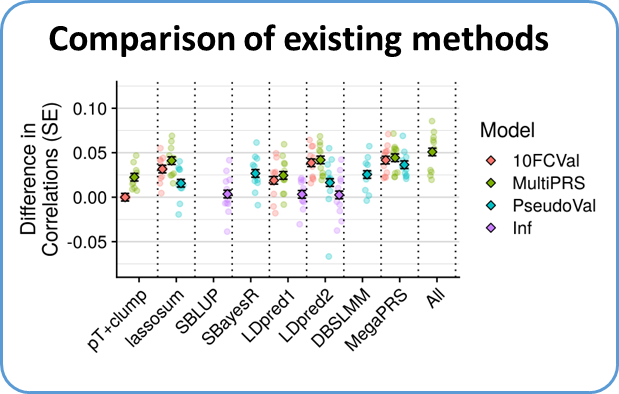 Comparison of existing methods
Difference in
Correlations (SE)
0.10
0.05
0.00
-0.05
pT+clump
lassosum
SBLUP
SBayesR
LDpred1
LDpred2
DBSLMM
MegaPRS
All
Model
10FCVal
MultiPRS
PseudoVal
Inf